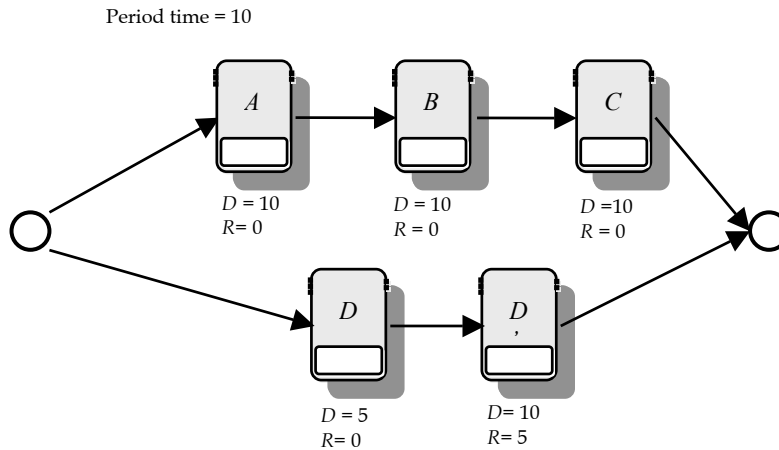 Period time = 10
A
B
C
D = 10
R= 0
D = 10
R = 0
D =10
R = 0
D
D
,
D = 5
R= 0
D= 10
R= 5